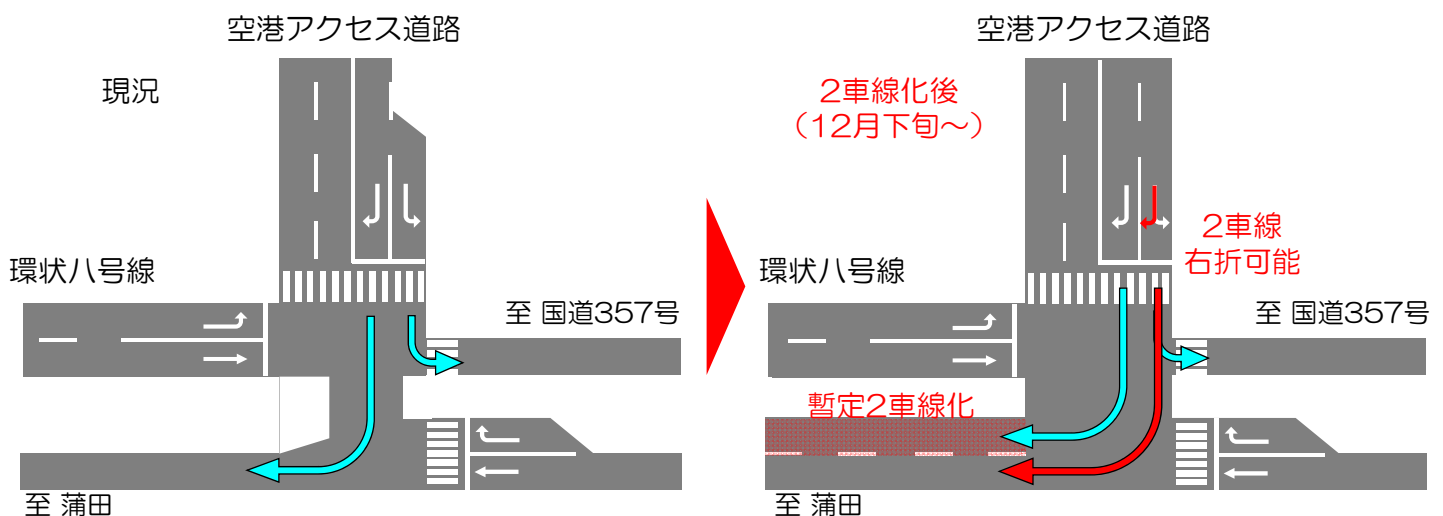 空港アクセス道路
現況
環状八号線
至 国道357号
至 蒲田
空港アクセス道路
2車線化後
（12月下旬～）
2車線
右折可能
環状八号線
至 国道357号
暫定2車線化
至 蒲田